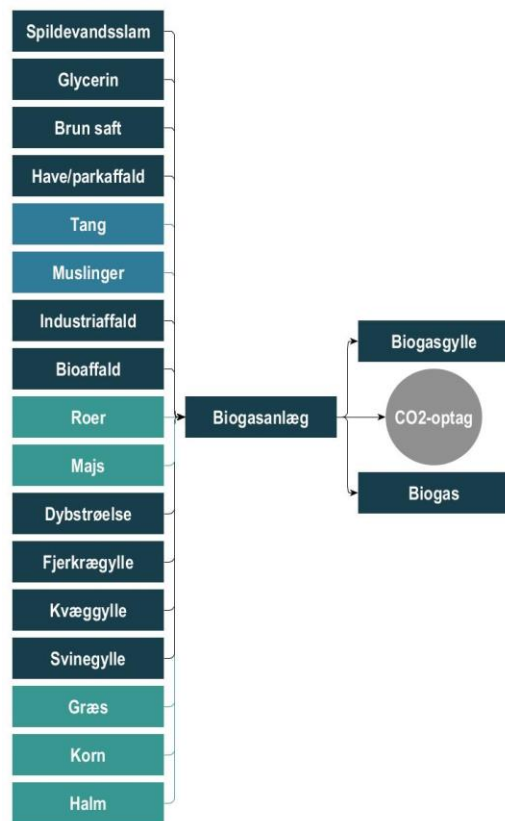 Spildevandsslam
Glycerin
Brun saft
Have/parkaffald
Tang
Muslinger
Industriaffald
Bioaffald
Roer
Majs
Dybstrøelse
Fjerkrægylle
Kvæggylle
Svinegylle
Græs
Korn
Halm
Biogasanlæg
Biogasgylle
CO2-optag
Biogas